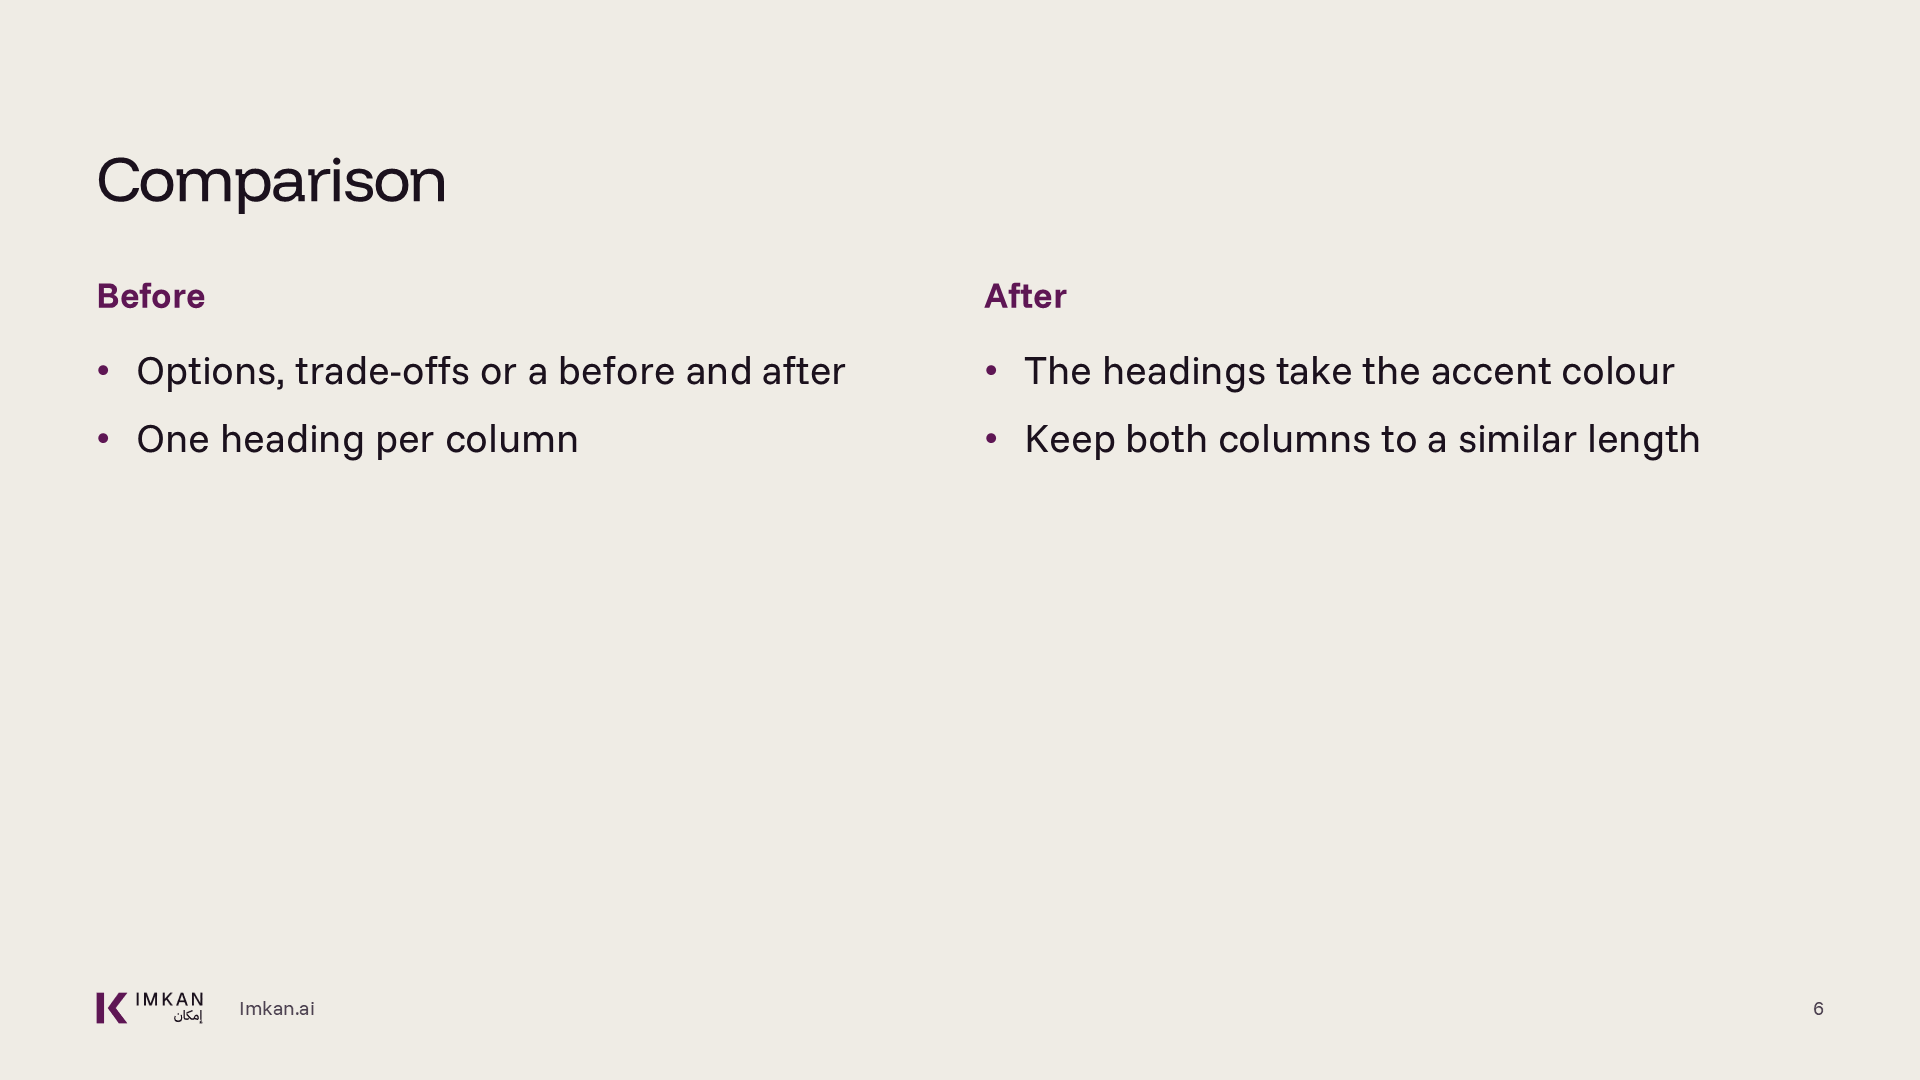 Comparison
Before
• Options, trade-offs or a before and after
• One heading per column
After
• The headings take the accent colour
• Keep both columns to a similar length
IMKAN
إمكان
Imkan.ai
6